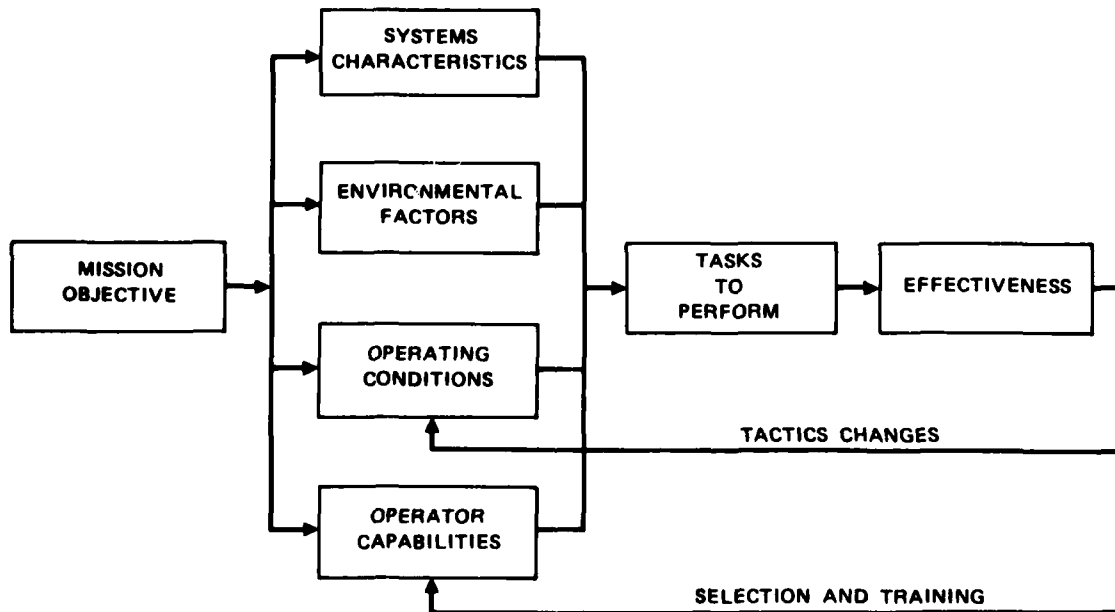 SYSTEMS
CHARACTERISTICS
ENVIRONMENTAL
FACTORS
MISSION
OBJECTIVE
TASKS
TO
PERFORM
EFFECTIVENESS
OPERATING
CONDITIONS
TACTICS CHANGES
OPERATOR
CAPABILITIES
SELECTION AND TRAINING